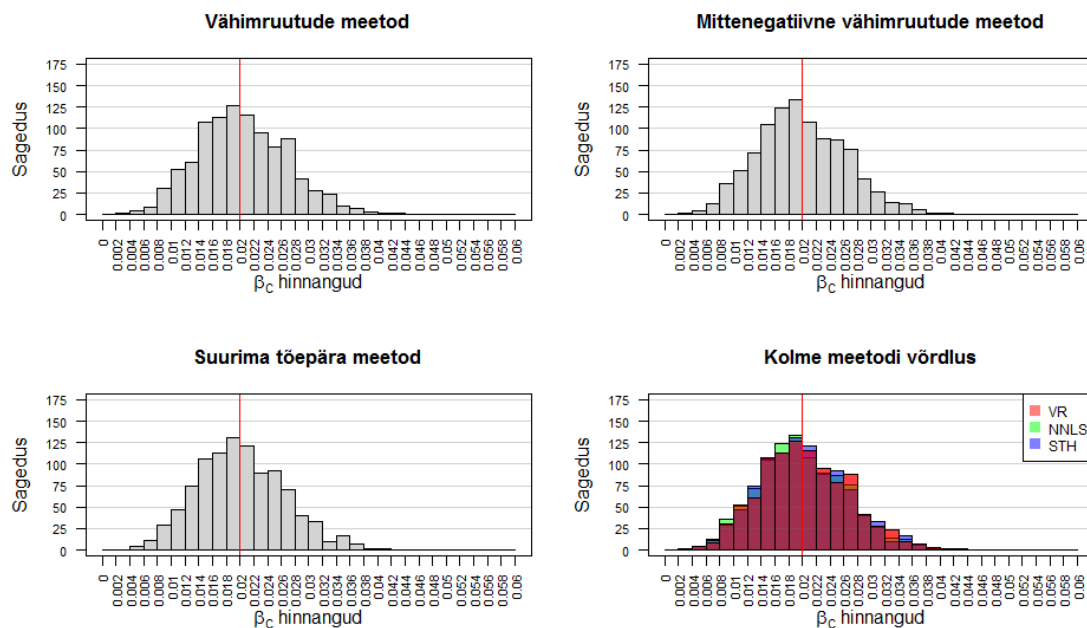 Vähimruutude meetod
Sagedus
175
150
125
100
75
50
25
0
0 0.002 0.004 0.006 0.008 0.01 0.012 0.014 0.016 0.018 0.02 0.022 0.024 0.026 0.028 0.03 0.032 0.034 0.036 0.038 0.04 0.042 0.044 0.046 0.048 0.05 0.052 0.054 0.056 0.058 0.06
βC hinnangud
Mittenegatiivne vähimruutude meetod
Sagedus
175
150
125
100
75
50
25
0
0 0.002 0.004 0.006 0.008 0.01 0.012 0.014 0.016 0.018 0.02 0.022 0.024 0.026 0.028 0.03 0.032 0.034 0.036 0.038 0.04 0.042 0.044 0.046 0.048 0.05 0.052 0.054 0.056 0.058 0.06
βC hinnangud
Suurima tõepära meetod
Sagedus
175
150
125
100
75
50
25
0
0 0.002 0.004 0.006 0.008 0.01 0.012 0.014 0.016 0.018 0.02 0.022 0.024 0.026 0.028 0.03 0.032 0.034 0.036 0.038 0.04 0.042 0.044 0.046 0.048 0.05 0.052 0.054 0.056 0.058 0.06
βC hinnangud
Kolme meetodi võrdlus
Sagedus
175
150
125
100
75
50
25
0
VR
NNLS
STH
0 0.002 0.004 0.006 0.008 0.01 0.012 0.014 0.016 0.018 0.02 0.022 0.024 0.026 0.028 0.03 0.032 0.034 0.036 0.038 0.04 0.042 0.044 0.046 0.048 0.05 0.052 0.054 0.056 0.058 0.06
βC hinnangud